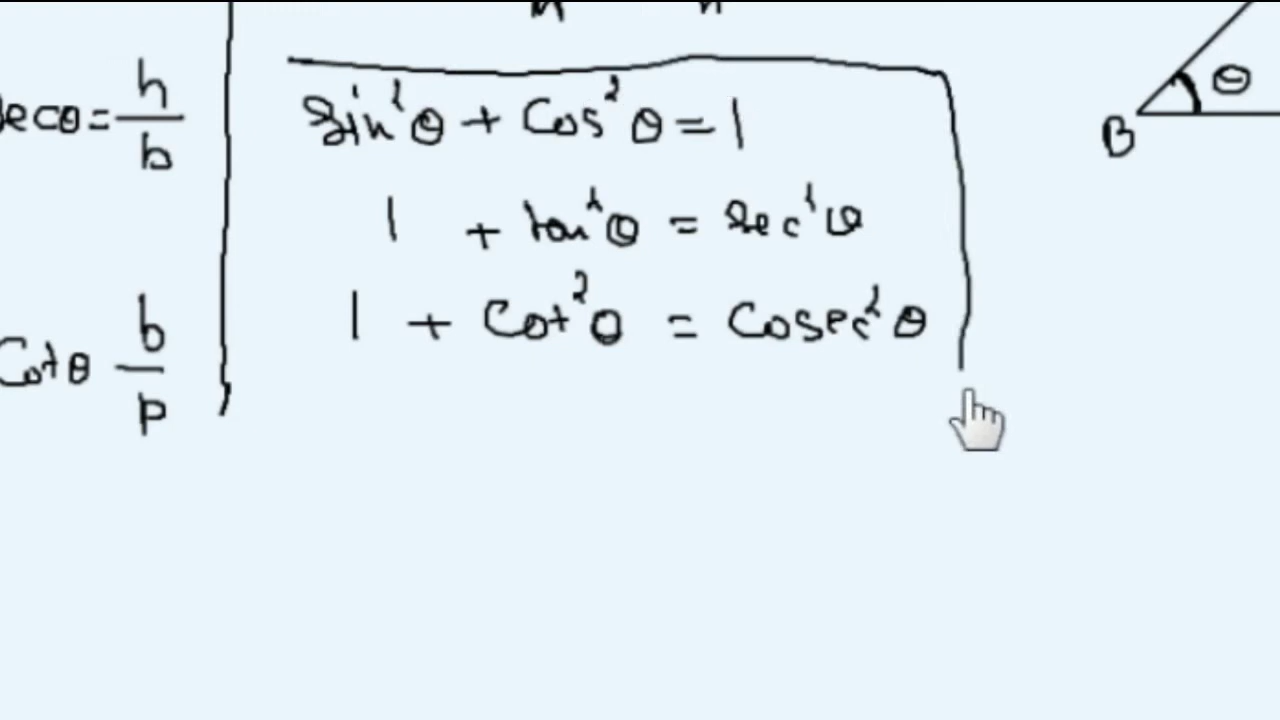 secθ = h/b
Cotθ b/p
sin²θ + Cos²θ = 1
1 + tan²θ = sec²θ
1 + Cot²θ = Cosec²θ
θ
B